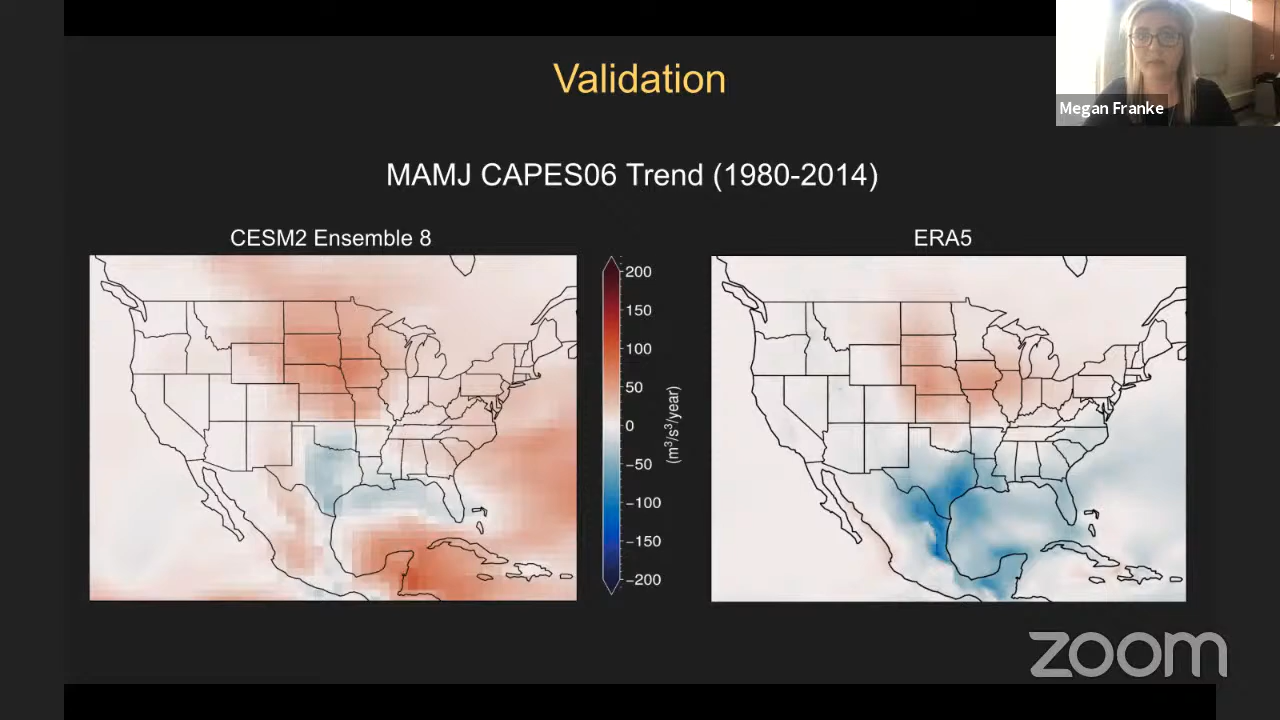 Validation
Megan Franke
MAMJ CAPES06 Trend (1980-2014)
CESM2 Ensemble 8
ERA5
200
150
100
50
0
−50
−100
−150
−200
(m³/s³/year)
zoom